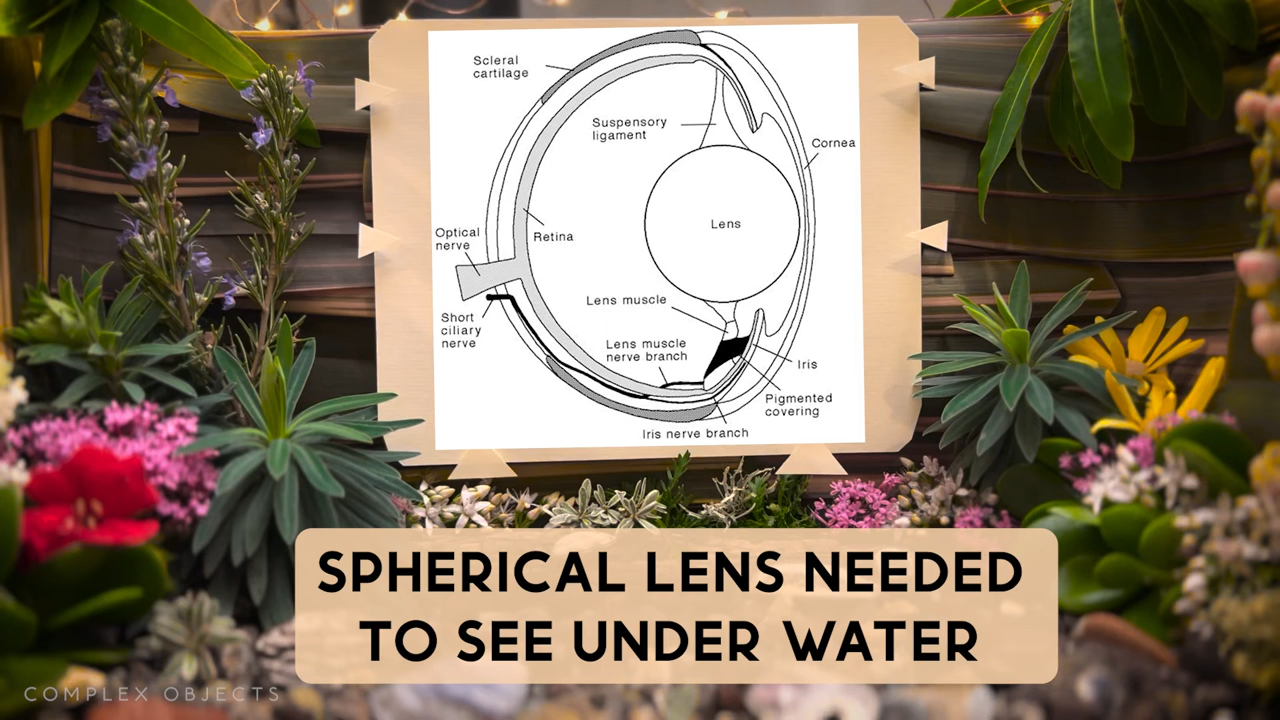 Scleral
cartilage
Suspensory
ligament
Cornea
Lens
Optical
nerve
Retina
Lens muscle
Short
ciliary
nerve
Lens muscle
nerve branch
Iris
Pigmented
covering
Iris nerve branch
SPHERICAL LENS NEEDED
TO SEE UNDER WATER
COMPLEX OBJECTS